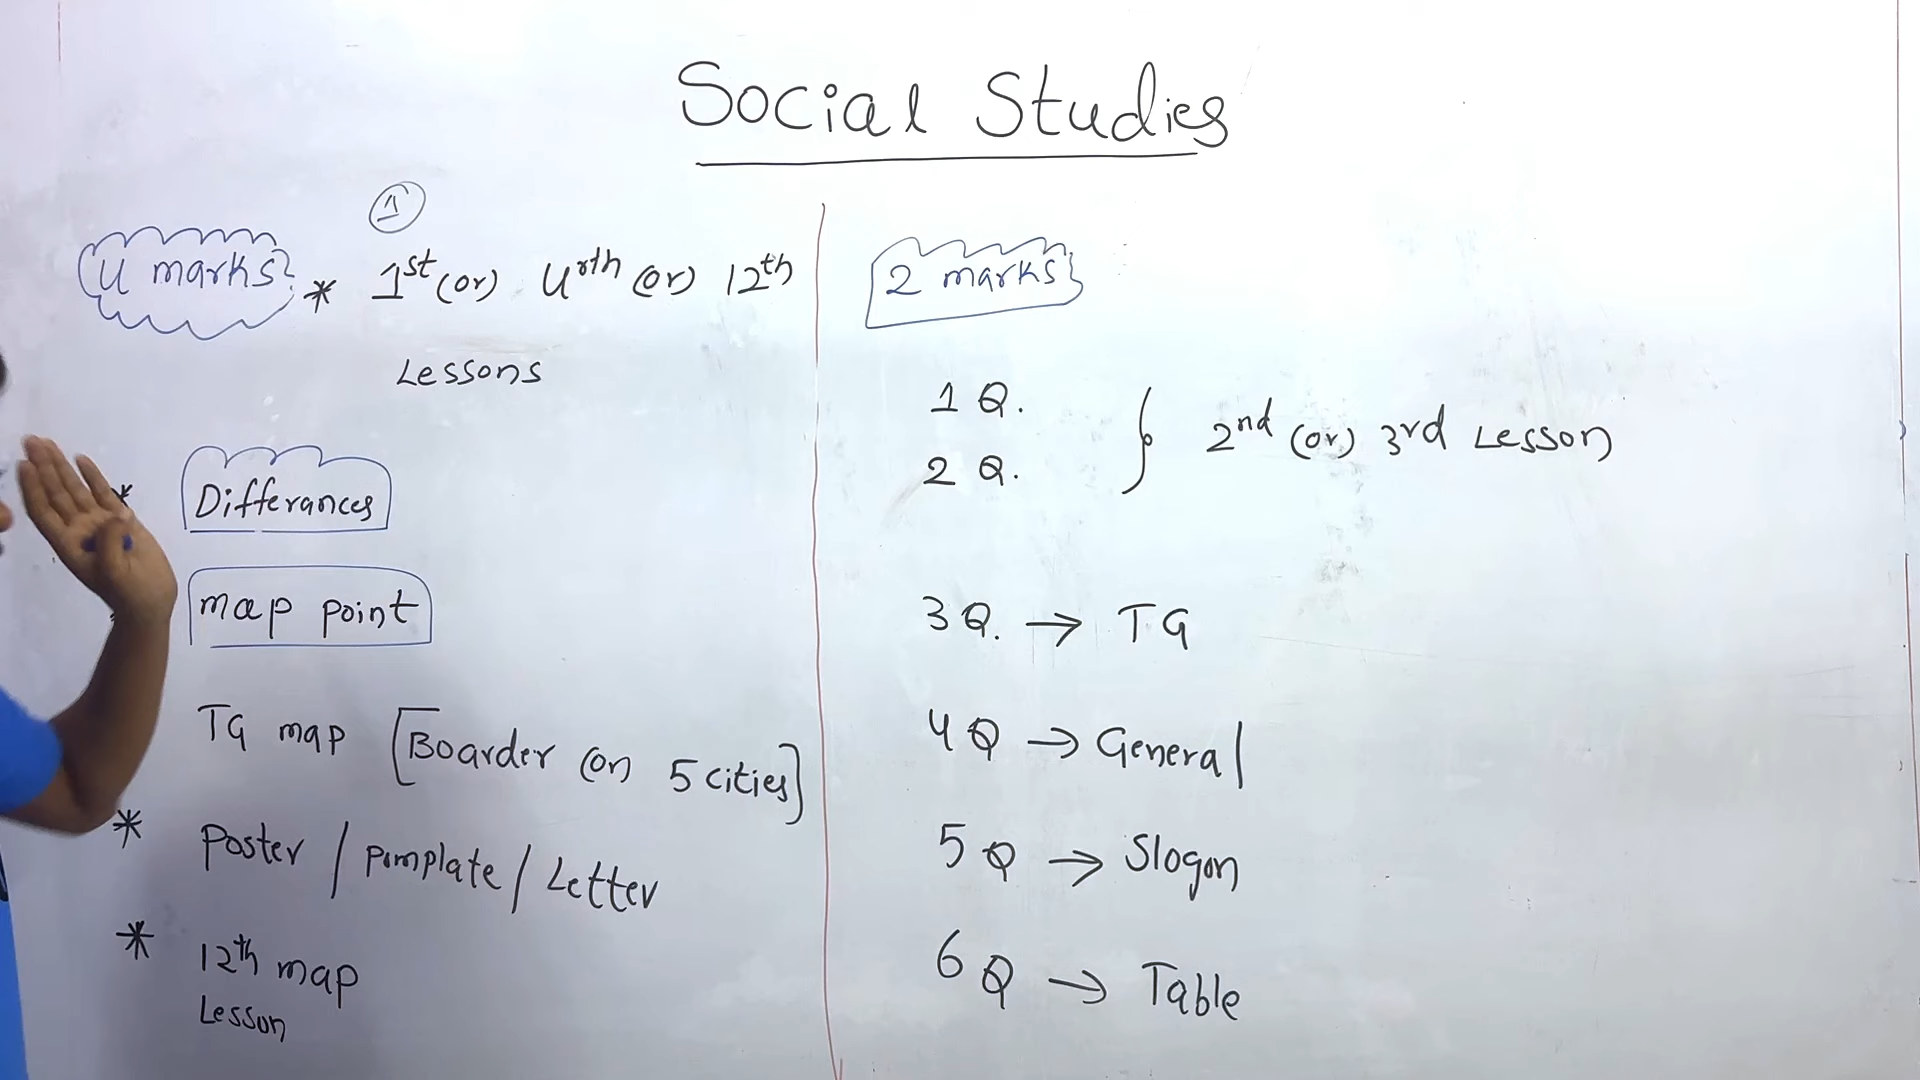 Social Studies
1
4 marks * 1st (or) 4rth (or) 12th
Lessons
* Differances
map point
TG map [Boarder (or) 5 cities]
* Poster / Pomplate / Letter
* 12th map
Lesson
2 marks
1 Q.
2 Q. } 2nd (or) 3rd Lesson
3 Q. → TG
4 Q → General
5 Q → Slogon
6 Q → Table